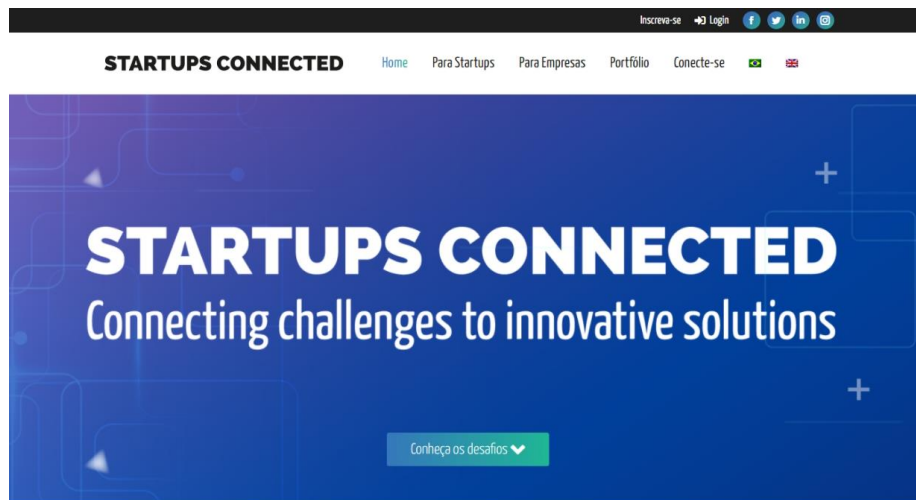 Inscreva-se Login
STARTUPS CONNECTED Home Para Startups Para Empresas Portfólio Conecte-se
STARTUPS CONNECTED
Connecting challenges to innovative solutions
Conheça os desafios